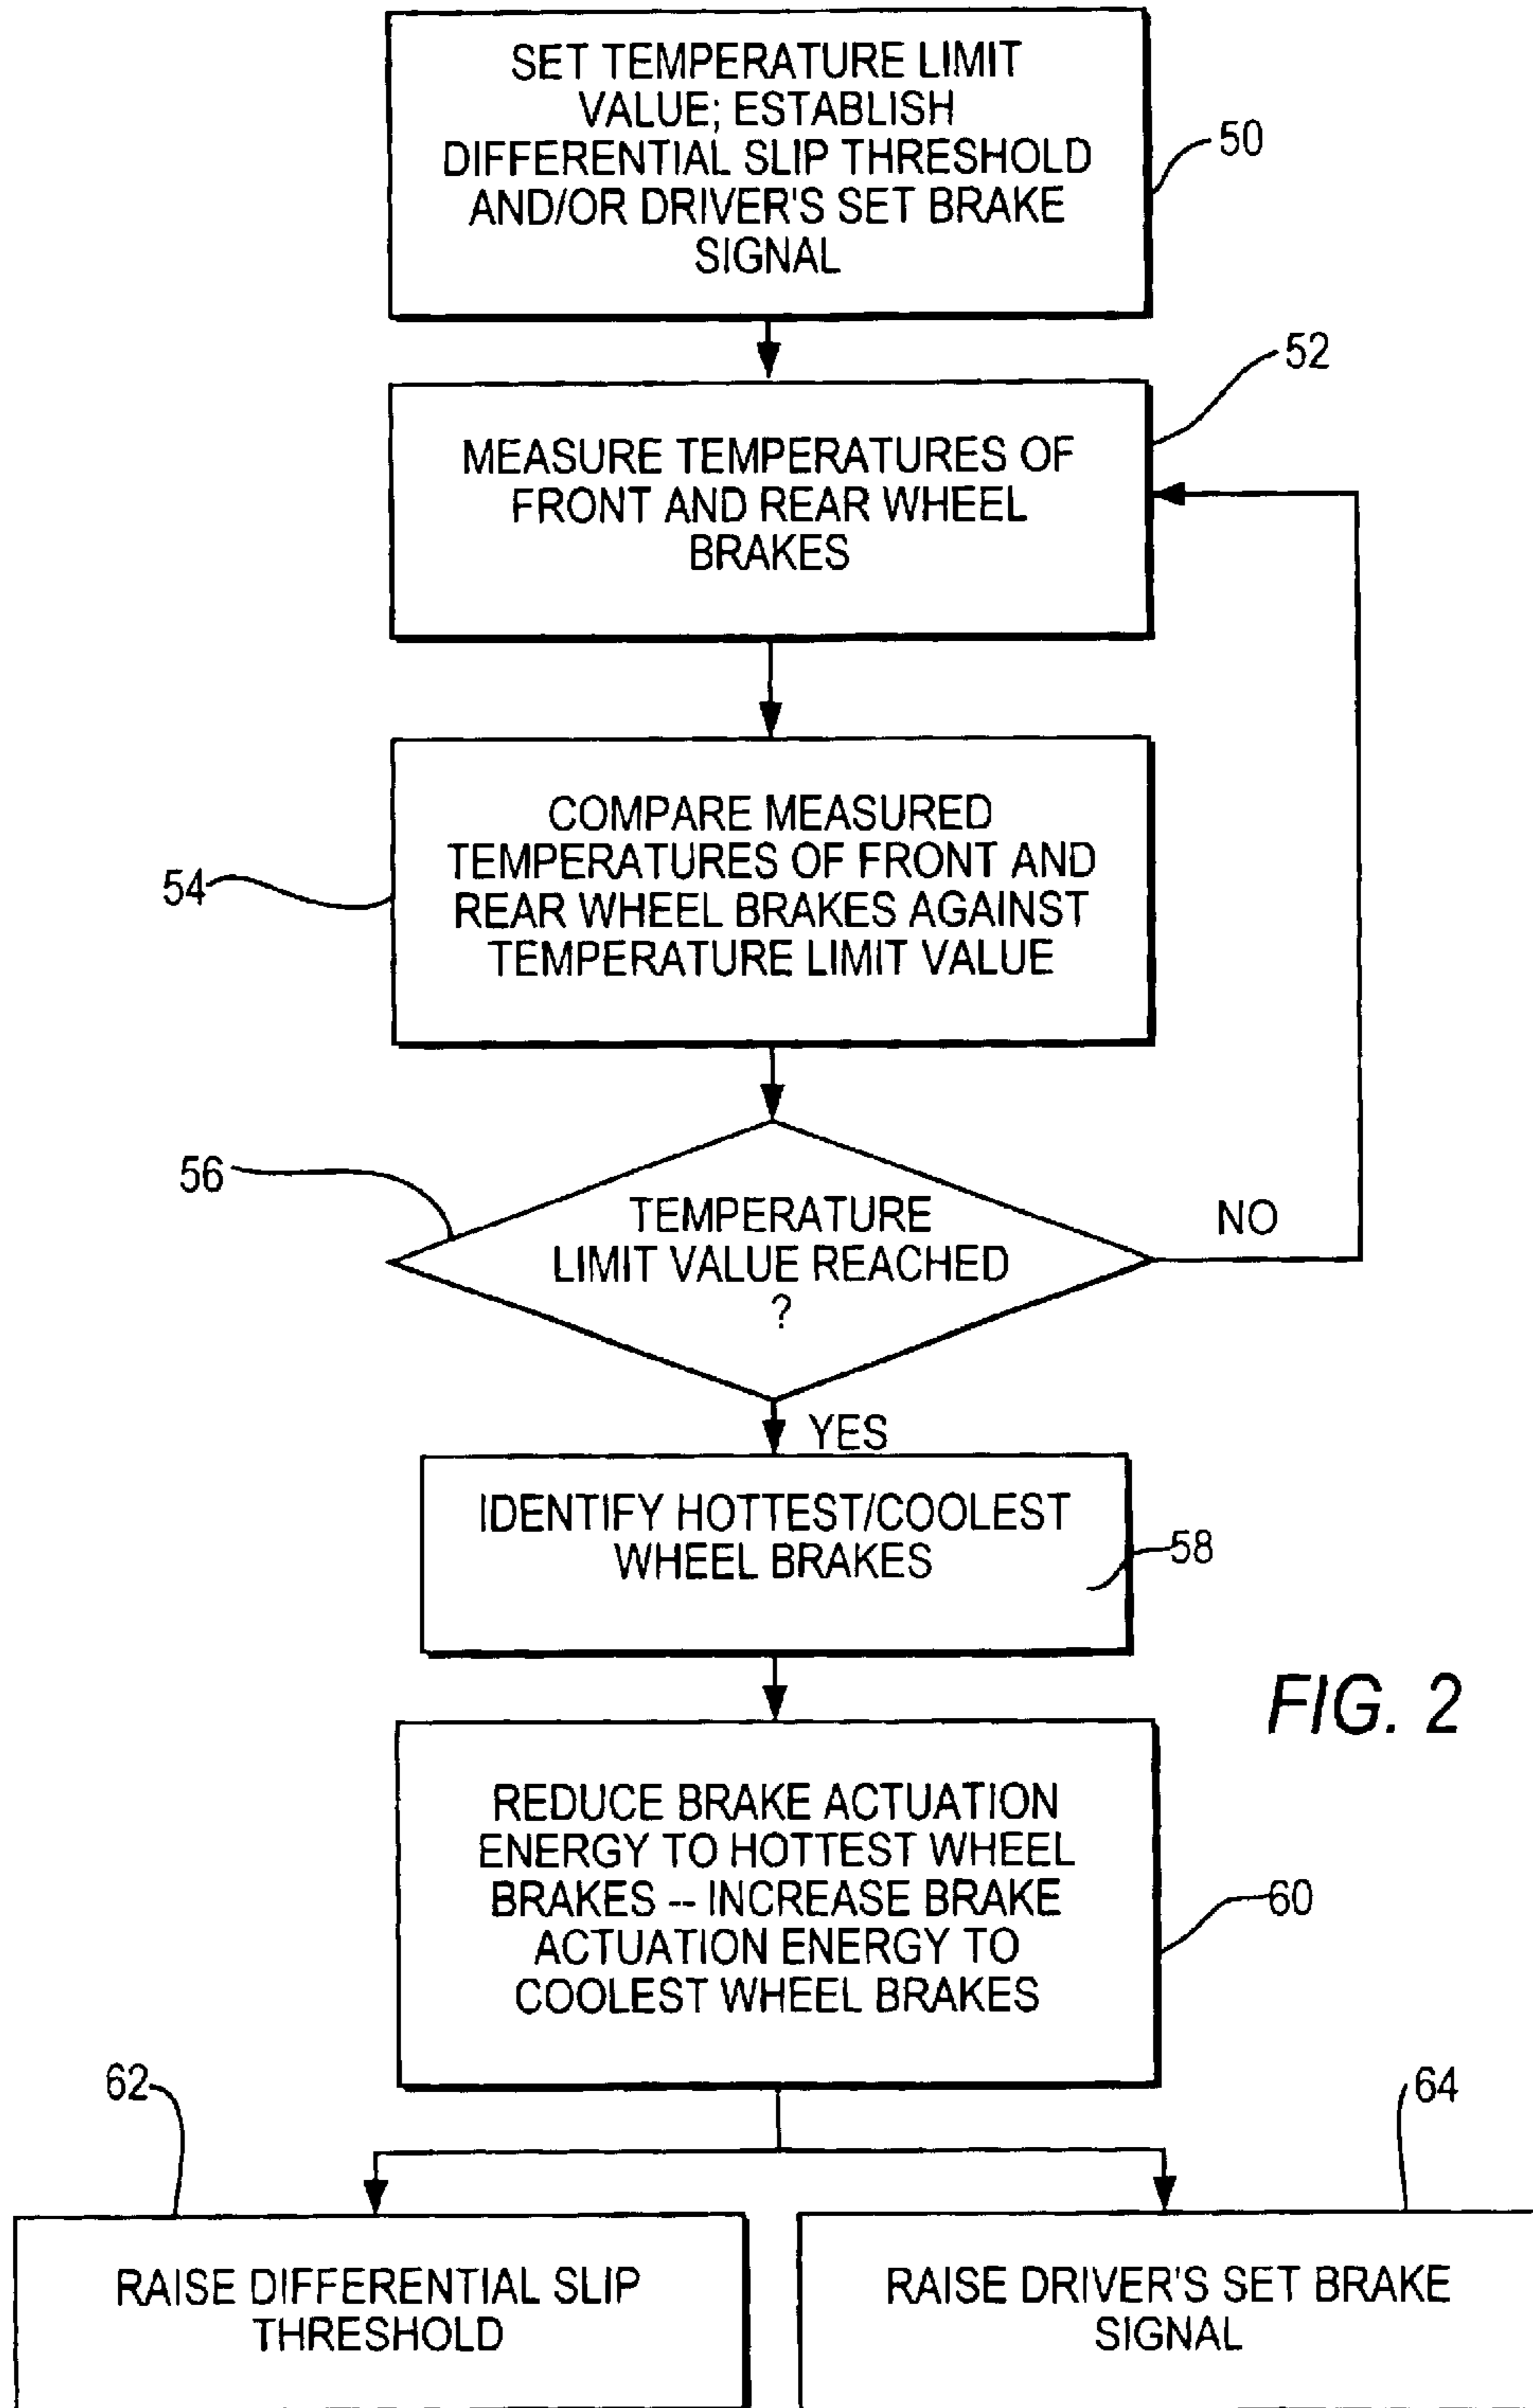 SET TEMPERATURE LIMIT
VALUE; ESTABLISH
DIFFERENTIAL SLIP THRESHOLD
AND/OR DRIVER'S SET BRAKE
SIGNAL
50
52
MEASURE TEMPERATURES OF
FRONT AND REAR WHEEL
BRAKES
COMPARE MEASURED
TEMPERATURES OF FRONT AND
REAR WHEEL BRAKES AGAINST
TEMPERATURE LIMIT VALUE
54
56
TEMPERATURE
LIMIT VALUE REACHED
?
NO
YES
IDENTIFY HOTTEST/COOLEST
WHEEL BRAKES
58
FIG. 2
REDUCE BRAKE ACTUATION
ENERGY TO HOTTEST WHEEL
BRAKES -- INCREASE BRAKE
ACTUATION ENERGY TO
COOLEST WHEEL BRAKES
60
62
64
RAISE DIFFERENTIAL SLIP
THRESHOLD
RAISE DRIVER'S SET BRAKE
SIGNAL